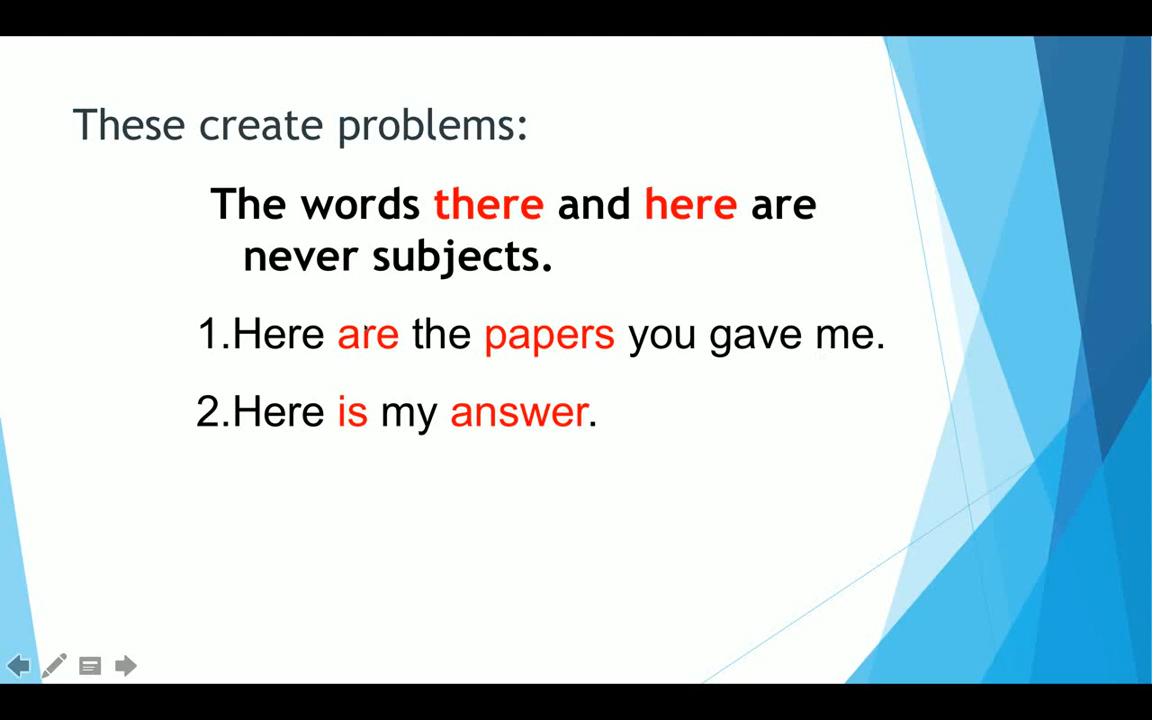 These create problems:
The words there and here are
never subjects.
1.Here are the papers you gave me.
2.Here is my answer.